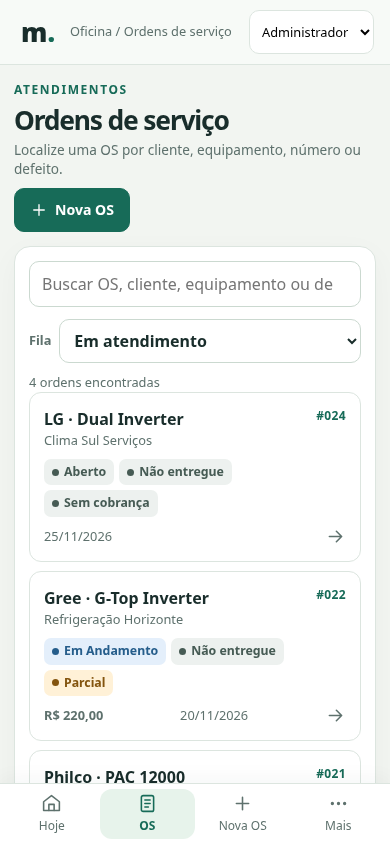 m.
Oficina / Ordens de serviço
Administrador
ATENDIMENTOS
Ordens de serviço
Localize uma OS por cliente, equipamento, número ou
defeito.
Nova OS
Buscar OS, cliente, equipamento ou de
Fila
Em atendimento
4 ordens encontradas
LG · Dual Inverter
#024
Clima Sul Serviços
Aberto
Não entregue
Sem cobrança
25/11/2026
Gree · G-Top Inverter
#022
Refrigeração Horizonte
Em Andamento
Não entregue
Parcial
R$ 220,00
20/11/2026
Philco · PAC 12000
#021
Hoje
OS
Nova OS
Mais